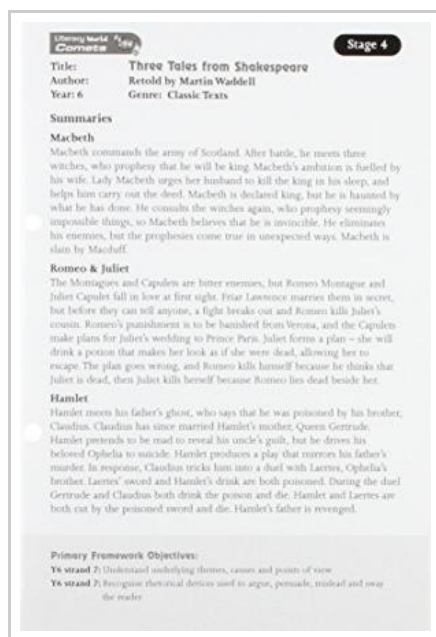 Literacy World
Comets
Stage 4
Title: Three Tales from Shakespeare
Author: Retold by Martin Waddell
Year: 6 Genre: Classic Texts
Summaries
Macbeth
Macbeth commands the army of Scotland. After battle, he meets three
witches, who prophesy that he will be king. Macbeth's ambition is fuelled by
his wife. Lady Macbeth urges her husband to kill the king in his sleep, and
helps him carry out the deed. Macbeth is declared king, but he is haunted by
what he has done. He consults the witches again, who prophesy seemingly
impossible things, so Macbeth believes that he is invincible. He eliminates
his enemies, but the prophesies come true in unexpected ways. Macbeth is
slain by Macduff.
Romeo & Juliet
The Montagues and Capulets are bitter enemies, but Romeo Montague and
Juliet Capulet fall in love at first sight. Friar Lawrence marries them in secret,
but before they can tell anyone, a fight breaks out and Romeo kills Juliet's
cousin. Romeo's punishment is to be banished from Verona, and the Capulets
make plans for Juliet's wedding to Prince Paris. Juliet forms a plan – she will
drink a potion that makes her look as if she were dead, allowing her to
escape. The plan goes wrong, and Romeo kills himself because he thinks that
Juliet is dead, then Juliet kills herself because Romeo lies dead beside her.
Hamlet
Hamlet meets his father's ghost, who says that he was poisoned by his brother,
Claudius. Claudius has since married Hamlet's mother, Queen Gertrude.
Hamlet pretends to be mad to reveal his uncle's guilt, but he drives his
beloved Ophelia to suicide. Hamlet produces a play that mirrors his father's
murder. In response, Claudius tricks him into a duel with Laertes, Ophelia's
brother. Laertes' sword and Hamlet's drink are both poisoned. During the duel
Gertrude and Claudius both drink the poison and die. Hamlet and Laertes are
both cut by the poisoned sword and die. Hamlet's father is revenged.
Primary Framework Objectives:
Y6 strand 7: Understand underlying themes, causes and points of view
Y6 strand 7: Recognise rhetorical devices used to argue, persuade, mislead and sway
the reader